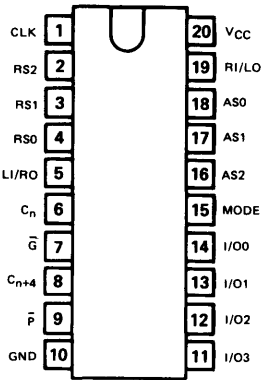 CLK 1 20 VCC
RS2 2 19 RI/LO
RS1 3 18 AS0
RS0 4 17 AS1
LI/RO 5 16 AS2
Cn 6 15 MODE
G̅ 7 14 I/O0
Cn+4 8 13 I/O1
P̅ 9 12 I/O2
GND 10 11 I/O3